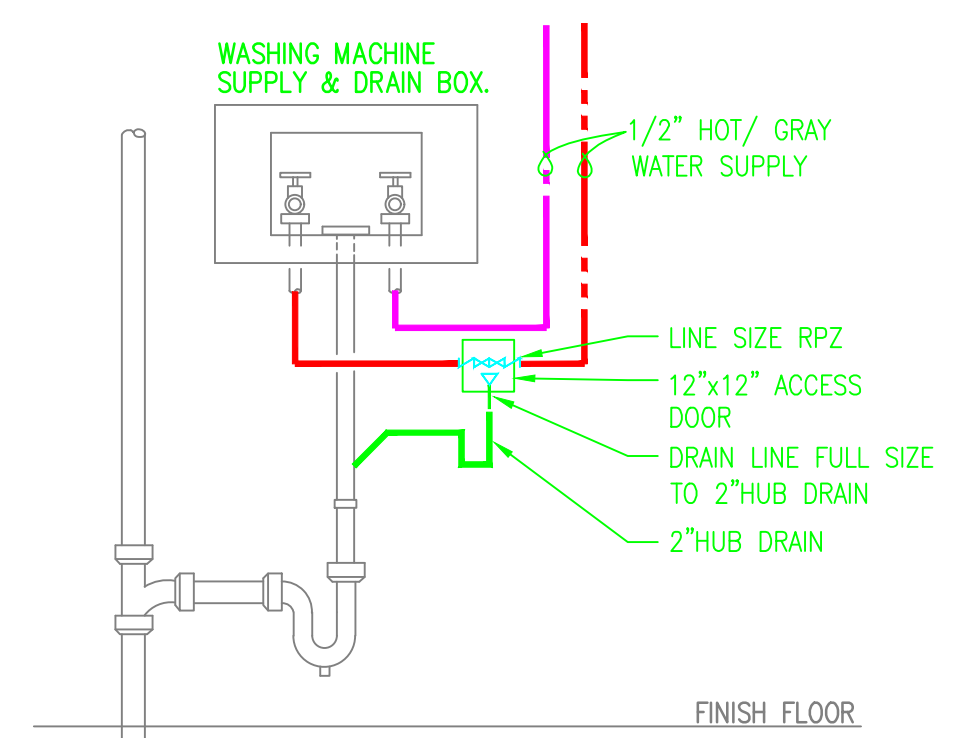 WASHING MACHINE
SUPPLY & DRAIN BOX.
1/2" HOT/ GRAY
WATER SUPPLY
LINE SIZE RPZ
12"x12" ACCESS
DOOR
DRAIN LINE FULL SIZE
TO 2"HUB DRAIN
2"HUB DRAIN
FINISH FLOOR